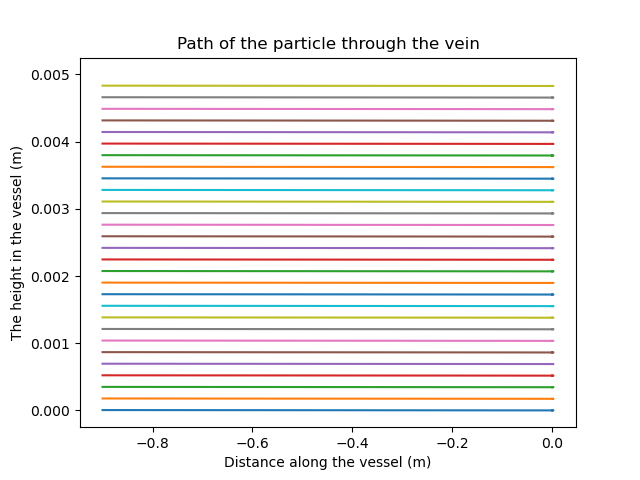 Path of the particle through the vein
0.005
0.004
0.003
0.002
0.001
0.000
The height in the vessel (m)
−0.8 −0.6 −0.4 −0.2 0.0
Distance along the vessel (m)